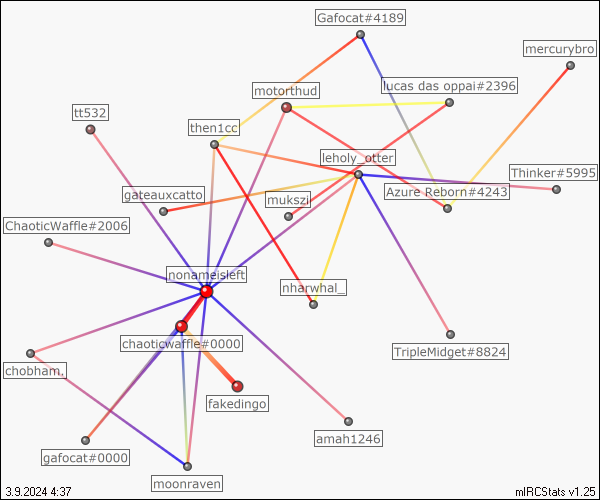 Gafocat#4189
mercurybro
motorthud
lucas das oppai#2396
tt532
then1cc
leholy_otter
Thinker#5995
gateauxcatto
mukszi
Azure Reborn#4243
ChaoticWaffle#2006
nonameisleft
nharwhal_
chaoticwaffle#0000
TripleMidget#8824
chobham,
fakedingo
amah1246
gafocat#0000
moonraven
3.9.2024 4:37
mIRCStats v1.25